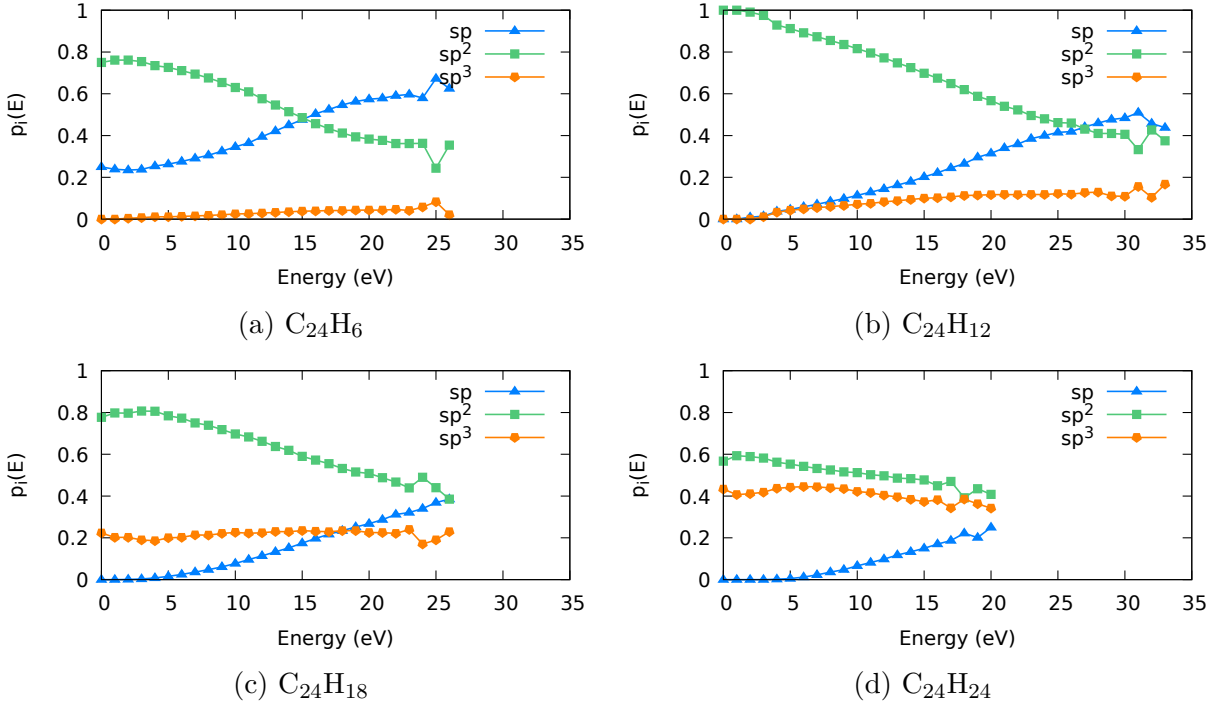 1
0.8
0.6
0.4
0.2
0
p_i(E)
sp
sp²
sp³
0 5 10 15 20 25 30 35
Energy (eV)
(a) C₂₄H₆
1
0.8
0.6
0.4
0.2
0
p_i(E)
sp
sp²
sp³
0 5 10 15 20 25 30 35
Energy (eV)
(b) C₂₄H₁₂
1
0.8
0.6
0.4
0.2
0
p_i(E)
sp
sp²
sp³
0 5 10 15 20 25 30 35
Energy (eV)
(c) C₂₄H₁₈
1
0.8
0.6
0.4
0.2
0
p_i(E)
sp
sp²
sp³
0 5 10 15 20 25 30 35
Energy (eV)
(d) C₂₄H₂₄